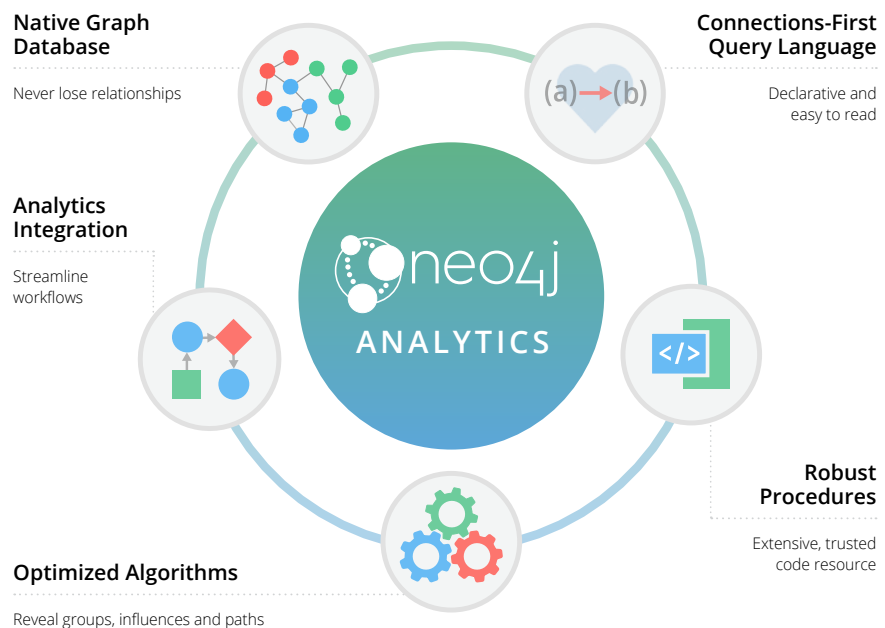 Native Graph
Database
Never lose relationships
Connections-First
Query Language
Declarative and
easy to read
(a) (b)
Analytics
Integration
Streamline
workflows
neo4j
ANALYTICS
</>
Robust
Procedures
Extensive, trusted
code resource
Optimized Algorithms
Reveal groups, influences and paths